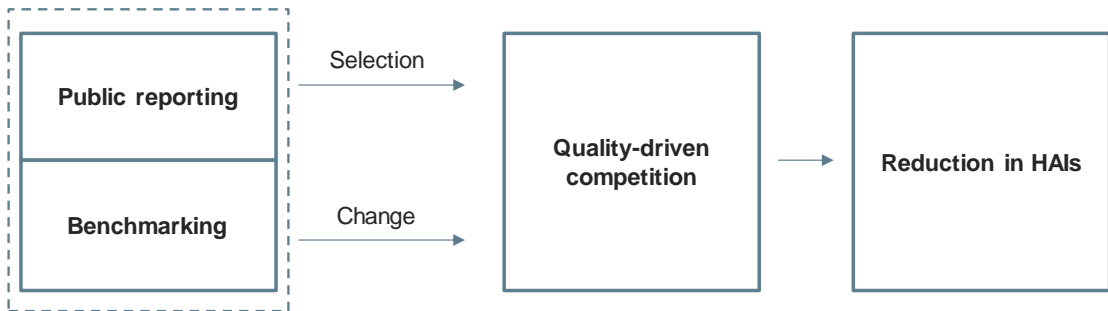 Public reporting
Benchmarking
Selection
Change
Quality-driven
competition
Reduction in HAIs